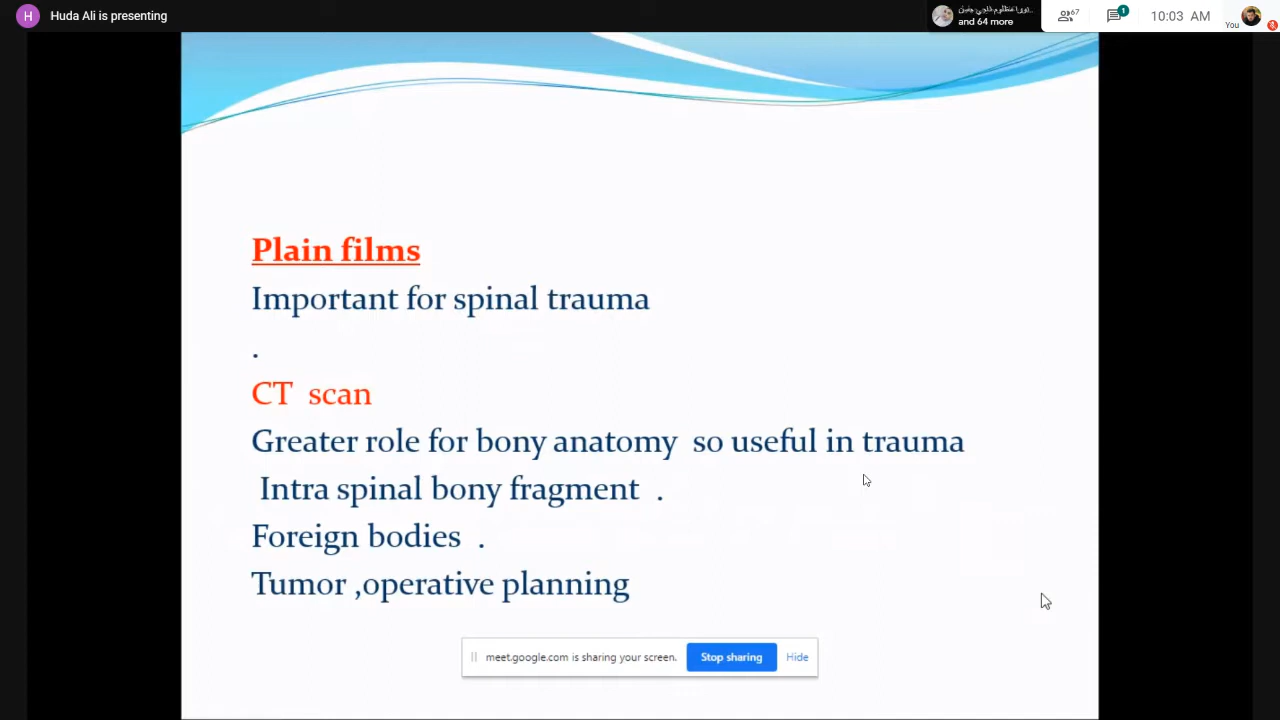 H Huda Ali is presenting
and 64 more
67
1
10:03 AM
You
Plain films
Important for spinal trauma
.
CT scan
Greater role for bony anatomy so useful in trauma
Intra spinal bony fragment .
Foreign bodies .
Tumor ,operative planning
meet.google.com is sharing your screen. Stop sharing Hide